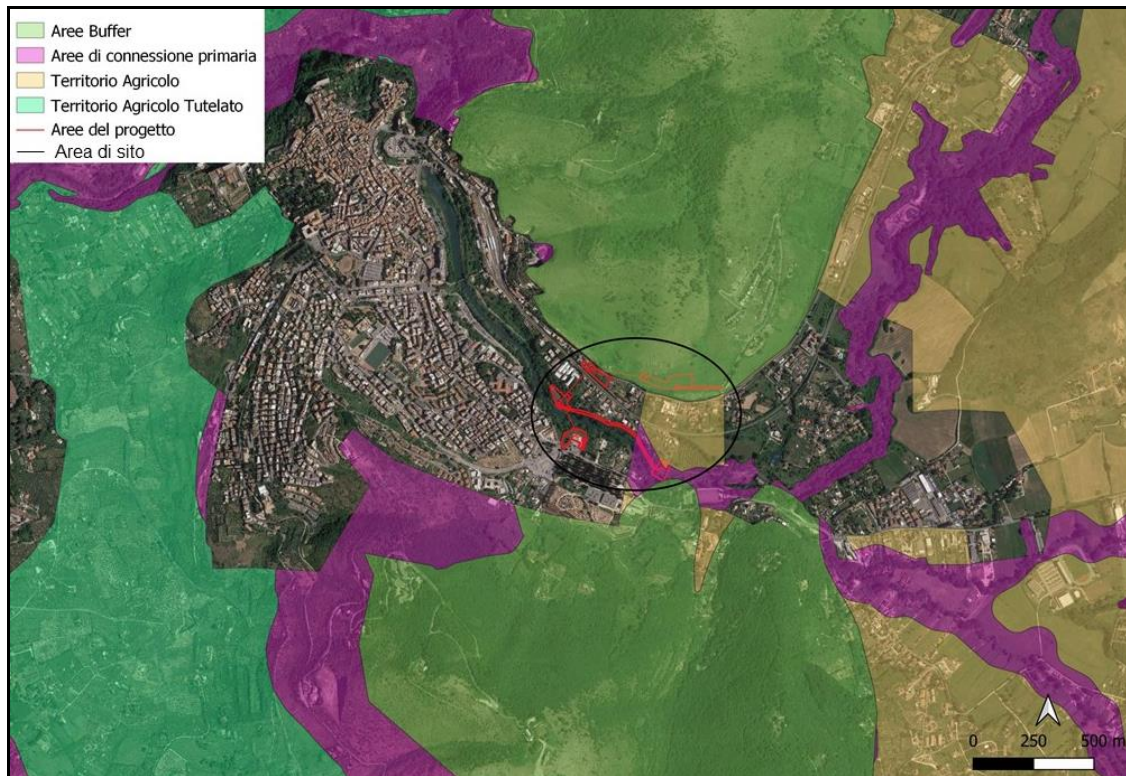 Aree Buffer
Aree di connessione primaria
Territorio Agricolo
Territorio Agricolo Tutelato
Aree del progetto
Area di sito
0 250 500 m